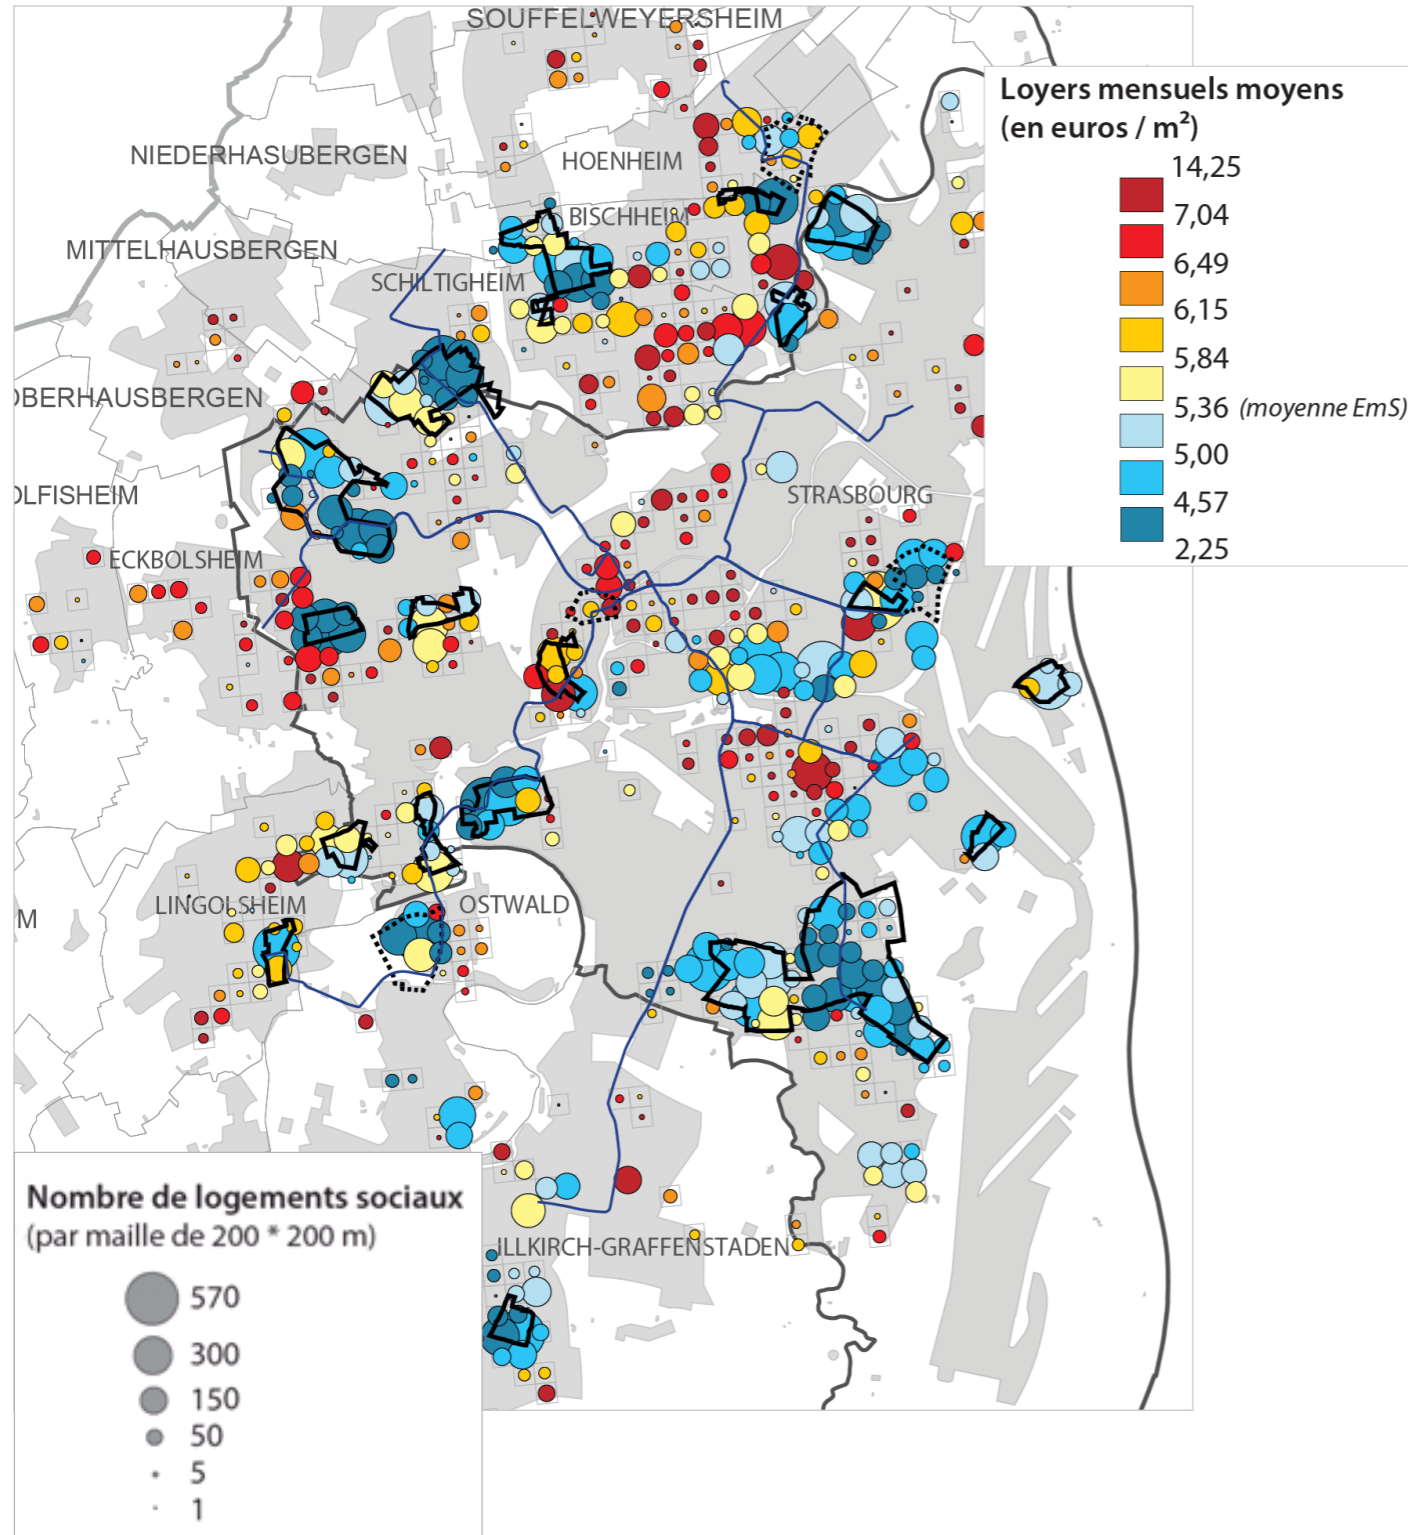 SOUFFELWEYERSHEIM
Loyers mensuels moyens
(en euros / m²)
14,25
7,04
6,49
6,15
5,84
5,36 (moyenne EmS)
5,00
4,57
2,25
NIEDERHASUBERGEN
HOENHEIM
BISCHHEIM
MITTELHAUSBERGEN
SCHILTIGHEIM
OBERHAUSBERGEN
OLFISHEIM
STRASBOURG
ECKBOLSHEIM
LINGOLSHEIM
OSTWALD
M
ILLKIRCH-GRAFFENSTADEN
Nombre de logements sociaux
(par maille de 200 * 200 m)
570
300
150
50
5
1